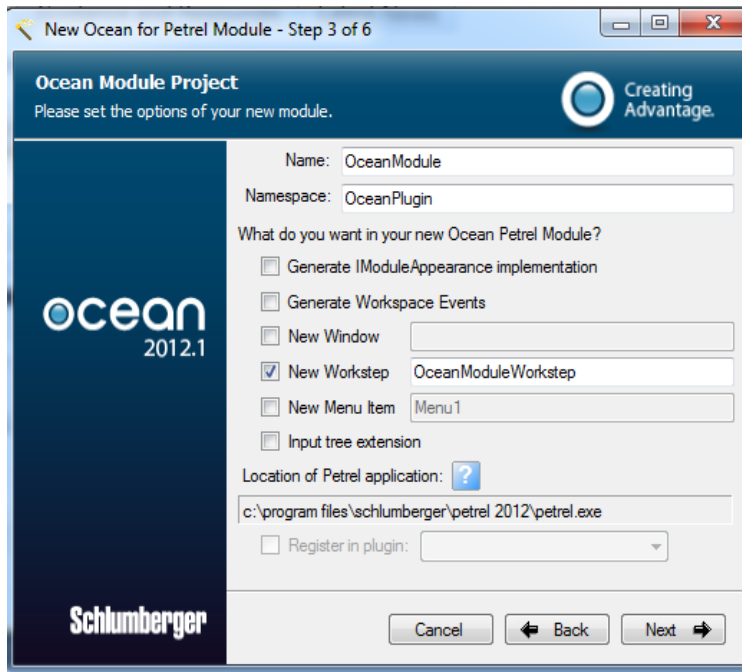 New Ocean for Petrel Module - Step 3 of 6
Ocean Module Project
Please set the options of your new module.
Creating
Advantage.
Name: OceanModule
Namespace: OceanPlugin
What do you want in your new Ocean Petrel Module?
Generate IModuleAppearance implementation
Generate Workspace Events
New Window
New Workstep OceanModuleWorkstep
New Menu Item Menu1
Input tree extension
ocean
2012.1
Location of Petrel application: ?
c:\program files\schlumberger\petrel 2012\petrel.exe
Register in plugin:
Schlumberger
Cancel Back Next